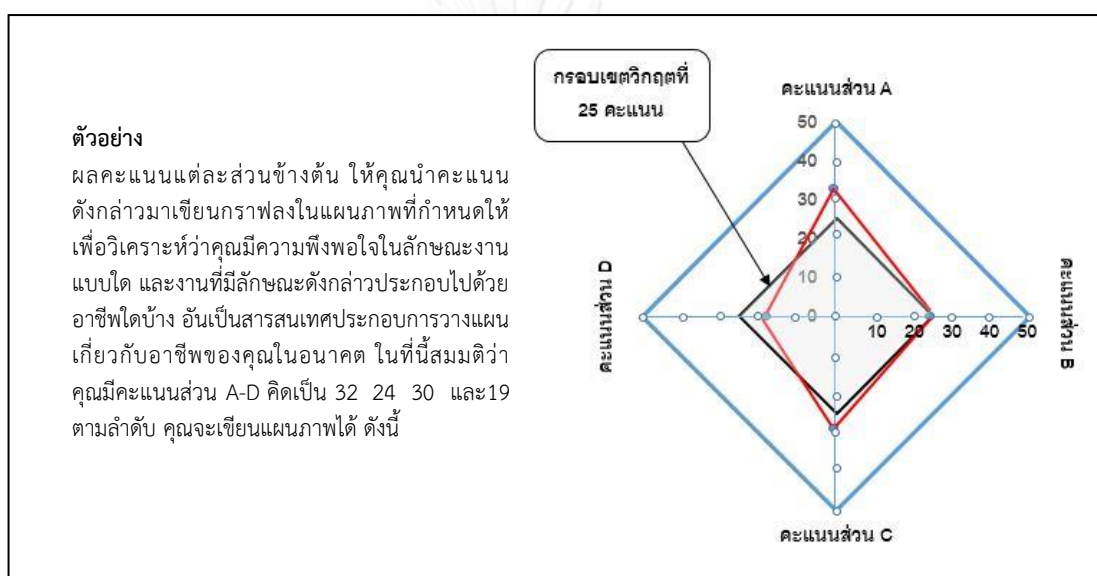 ตัวอย่าง
ผลคะแนนแต่ละส่วนข้างต้น ให้คุณนำคะแนน
ดังกล่าวมาเขียนกราฟลงในแผนภาพที่กำหนดให้
เพื่อวิเคราะห์ว่าคุณมีความพึงพอใจในลักษณะงาน
แบบใด และงานที่มีลักษณะดังกล่าวประกอบไปด้วย
อาชีพใดบ้าง อันเป็นสารสนเทศประกอบการวางแผน
เกี่ยวกับอาชีพของคุณในอนาคต ในที่นี้สมมติว่า
คุณมีคะแนนส่วน A-D คิดเป็น 32 24 30 และ19
ตามลำดับ คุณจะเขียนแผนภาพได้ ดังนี้
กรอบเขตวิกฤตที่
25 คะแนน
คะแนนส่วน A
50
40
30
20
10
0
10 20 30 40 50
คะแนนส่วน D
คะแนนส่วน B
คะแนนส่วน C